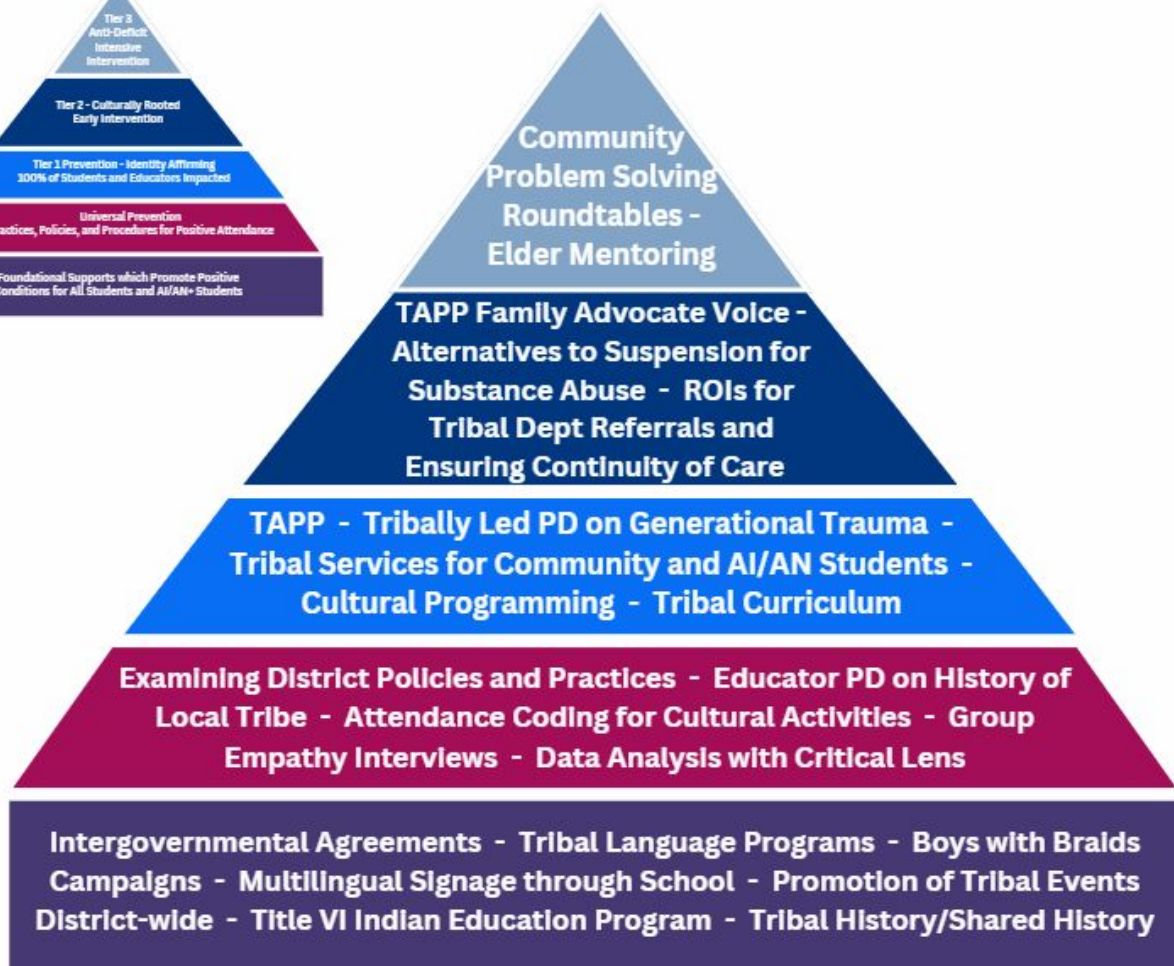 Tier 3
Anti-Deficit
Intensive
Intervention
Tier 2 - Culturally Rooted
Early Intervention
Tier 1 Prevention - Identity Affirming
100% of Students and Educators Impacted
Universal Prevention
Policies, and Procedures for Positive Attendance
Foundational Supports which Promote Positive
for All Students and AI/AN+ Students
Community
Problem Solving
Roundtables -
Elder Mentoring
TAPP Family Advocate Voice -
Alternatives to Suspension for
Substance Abuse - ROIs for
Tribal Dept Referrals and
Ensuring Continuity of Care
TAPP - Tribally Led PD on Generational Trauma -
Tribal Services for Community and AI/AN Students -
Cultural Programming - Tribal Curriculum
Examining District Policies and Practices - Educator PD on History of
Local Tribe - Attendance Coding for Cultural Activities - Group
Empathy Interviews - Data Analysis with Critical Lens
Intergovernmental Agreements - Tribal Language Programs - Boys with Braids
Campaigns - Multilingual Signage through School - Promotion of Tribal Events
District-wide - Title VI Indian Education Program - Tribal History/Shared History